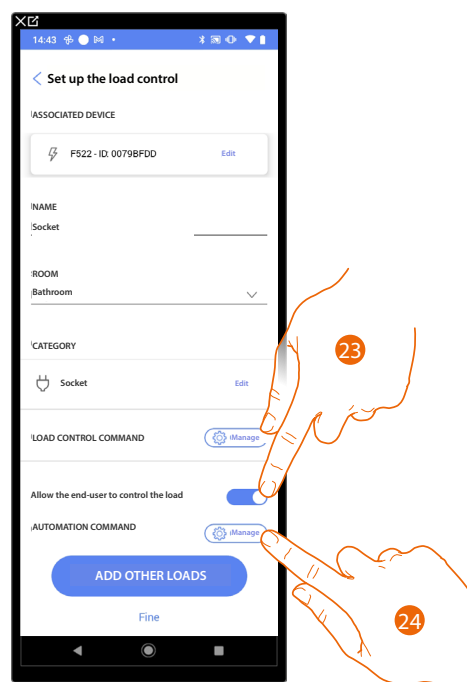 14:43
Set up the load control
ASSOCIATED DEVICE
F522 - ID: 0079BFDD Edit
NAME
Socket
ROOM
Bathroom
CATEGORY
Socket Edit
LOAD CONTROL COMMAND Manage
Allow the end-user to control the load
AUTOMATION COMMAND Manage
ADD OTHER LOADS
Fine
23
24